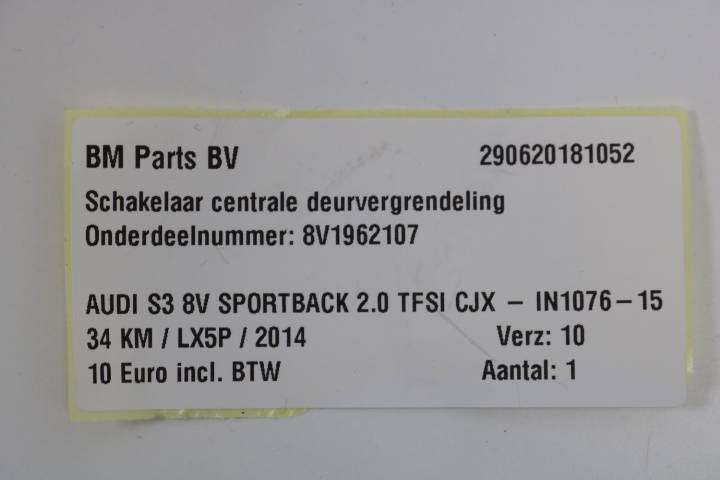 BM Parts BV 290620181052
Schakelaar centrale deurvergrendeling
Onderdeelnummer: 8V1962107
AUDI S3 8V SPORTBACK 2.0 TFSI CJX – IN1076–15
34 KM / LX5P / 2014 Verz: 10
10 Euro incl. BTW Aantal: 1